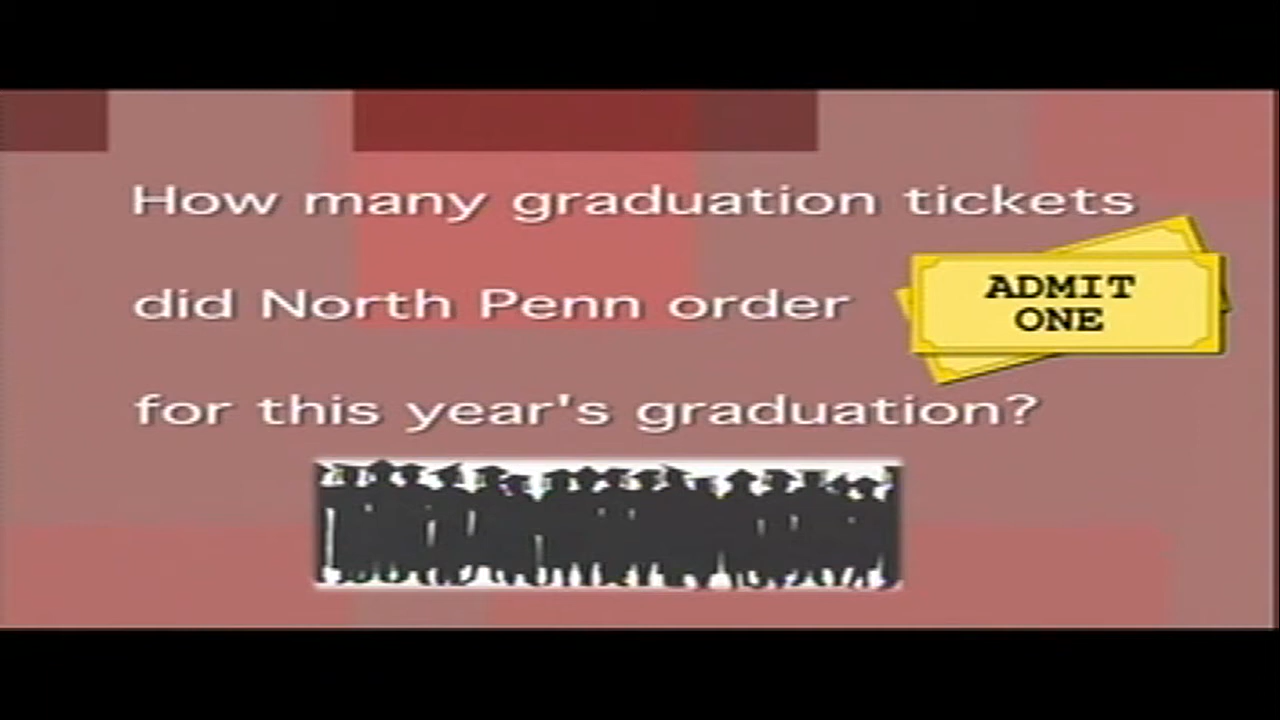 How many graduation tickets
did North Penn order
ADMIT
ONE
for this year's graduation?